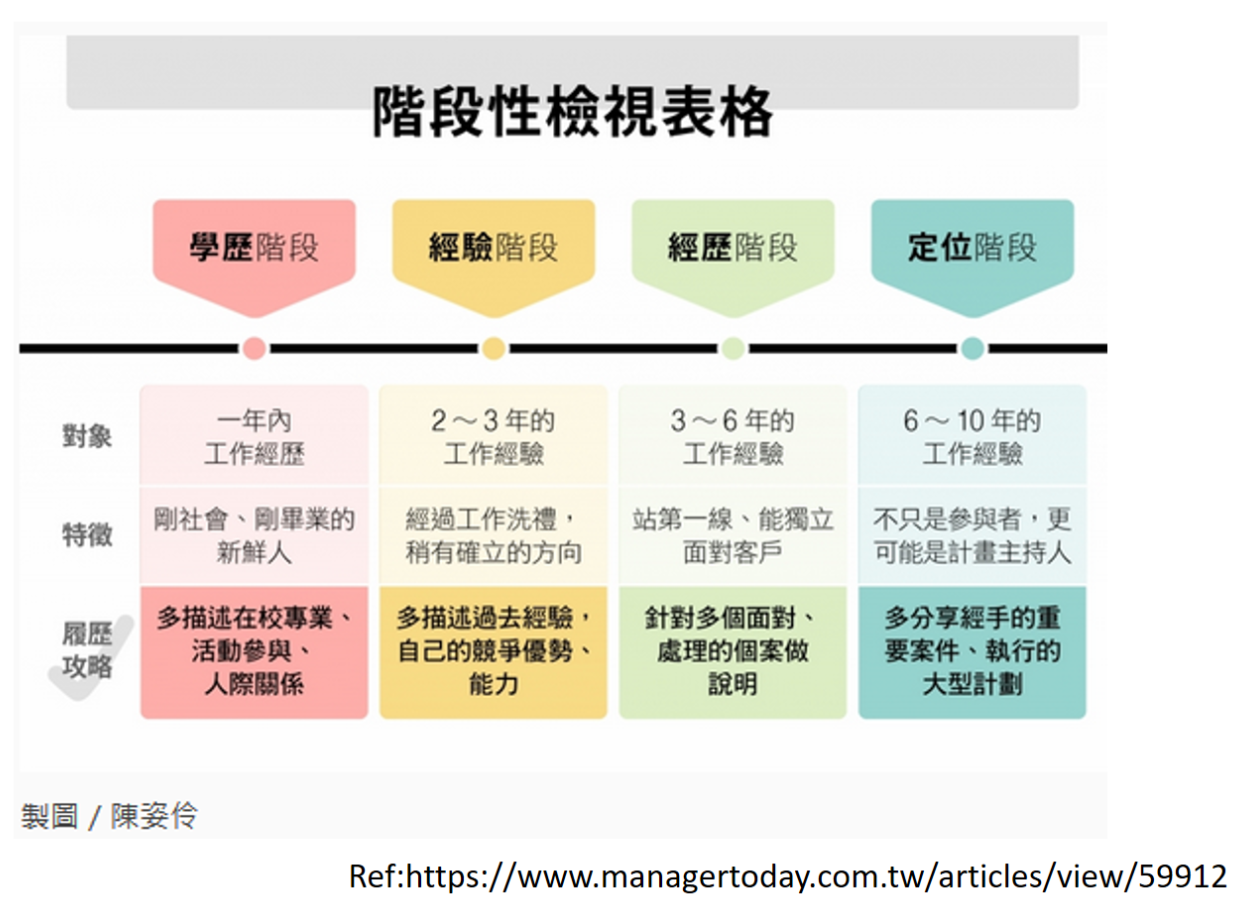 階段性檢視表格
學歷階段
經驗階段
經歷階段
定位階段
對象
一年內
工作經歷
2～3 年的
工作經驗
3～6 年的
工作經驗
6～10 年的
工作經驗
特徵
剛社會、剛畢業的
新鮮人
經過工作洗禮，
稍有確立的方向
站第一線、能獨立
面對客戶
不只是參與者，更
可能是計畫主持人
履歷
攻略
多描述在校專業、
活動參與、
人際關係
多描述過去經驗，
自己的競爭優勢、
能力
針對多個面對、
處理的個案做
說明
多分享經手的重
要案件、執行的
大型計劃
製圖 / 陳姿伶
Ref:https://www.managertoday.com.tw/articles/view/59912